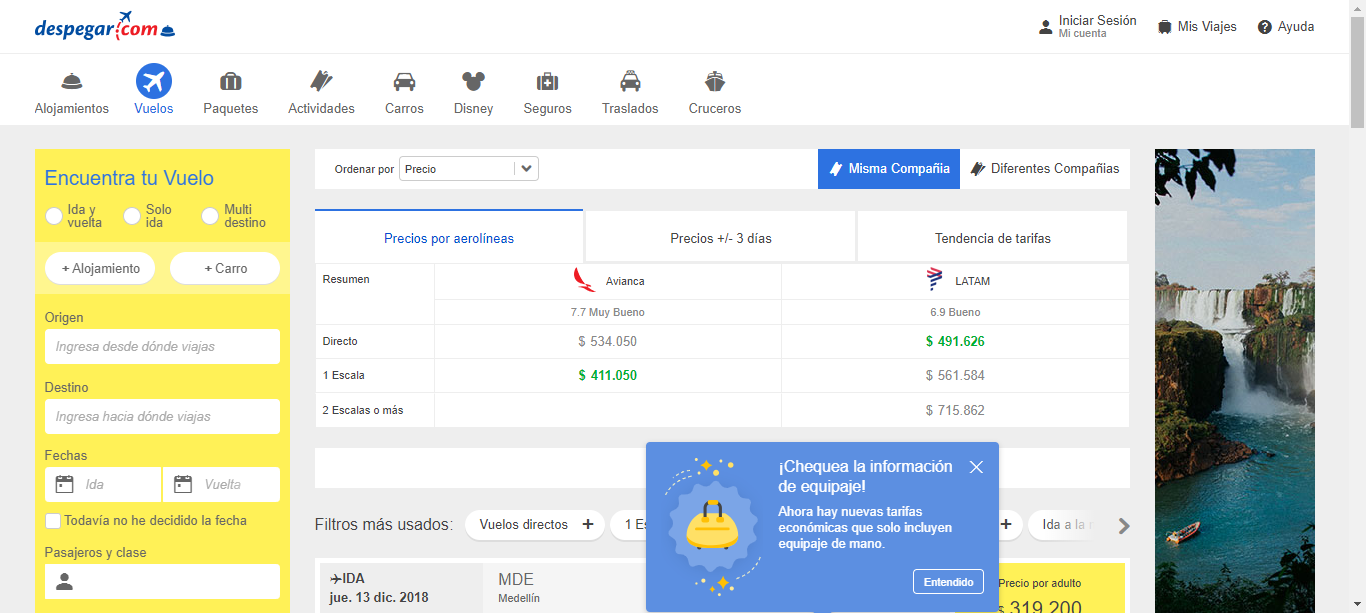 despegar.com
Iniciar Sesión
Mi cuenta
Mis Viajes
Ayuda
Alojamientos
Vuelos
Paquetes
Actividades
Carros
Disney
Seguros
Traslados
Cruceros
Encuentra tu Vuelo
Ida y
vuelta
Solo
ida
Multi
destino
+ Alojamiento
+ Carro
Origen
Ingresa desde dónde viajas
Destino
Ingresa hacia dónde viajas
Fechas
Ida
Vuelta
Todavía no he decidido la fecha
Pasajeros y clase
Ordenar por
Precio
Misma Compañia
Diferentes Compañias
Precios por aerolíneas
Precios +/- 3 días
Tendencia de tarifas
Resumen
Avianca
LATAM
7.7 Muy Bueno
6.9 Bueno
Directo
$ 534.050
$ 491.626
1 Escala
$ 411.050
$ 561.584
2 Escalas o más
$ 715.862
¡Chequea la información
de equipaje!
Ahora hay nuevas tarifas
económicas que solo incluyen
equipaje de mano.
Entendido
Filtros más usados:
Vuelos directos +
1
+
Ida a la
IDA
jue. 13 dic. 2018
MDE
Medellín
Precio por adulto
$ 319.200